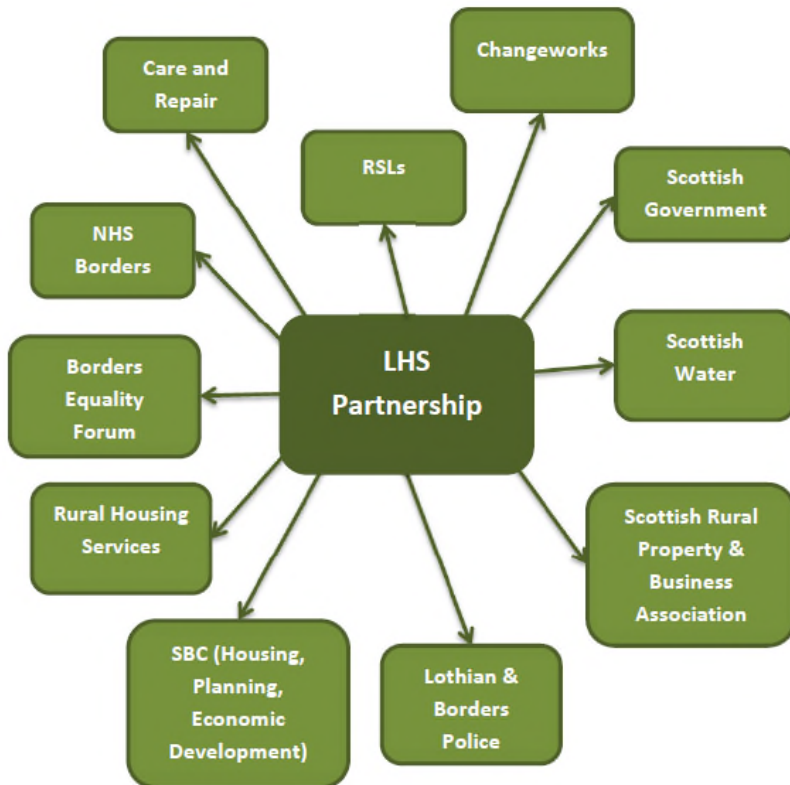 Changeworks
Care and
Repair
RSLs
Scottish
Government
NHS
Borders
LHS
Partnership
Scottish
Water
Borders
Equality
Forum
Rural Housing
Services
Scottish Rural
Property &
Business
Association
SBC (Housing,
Planning,
Economic
Development)
Lothian &
Borders
Police